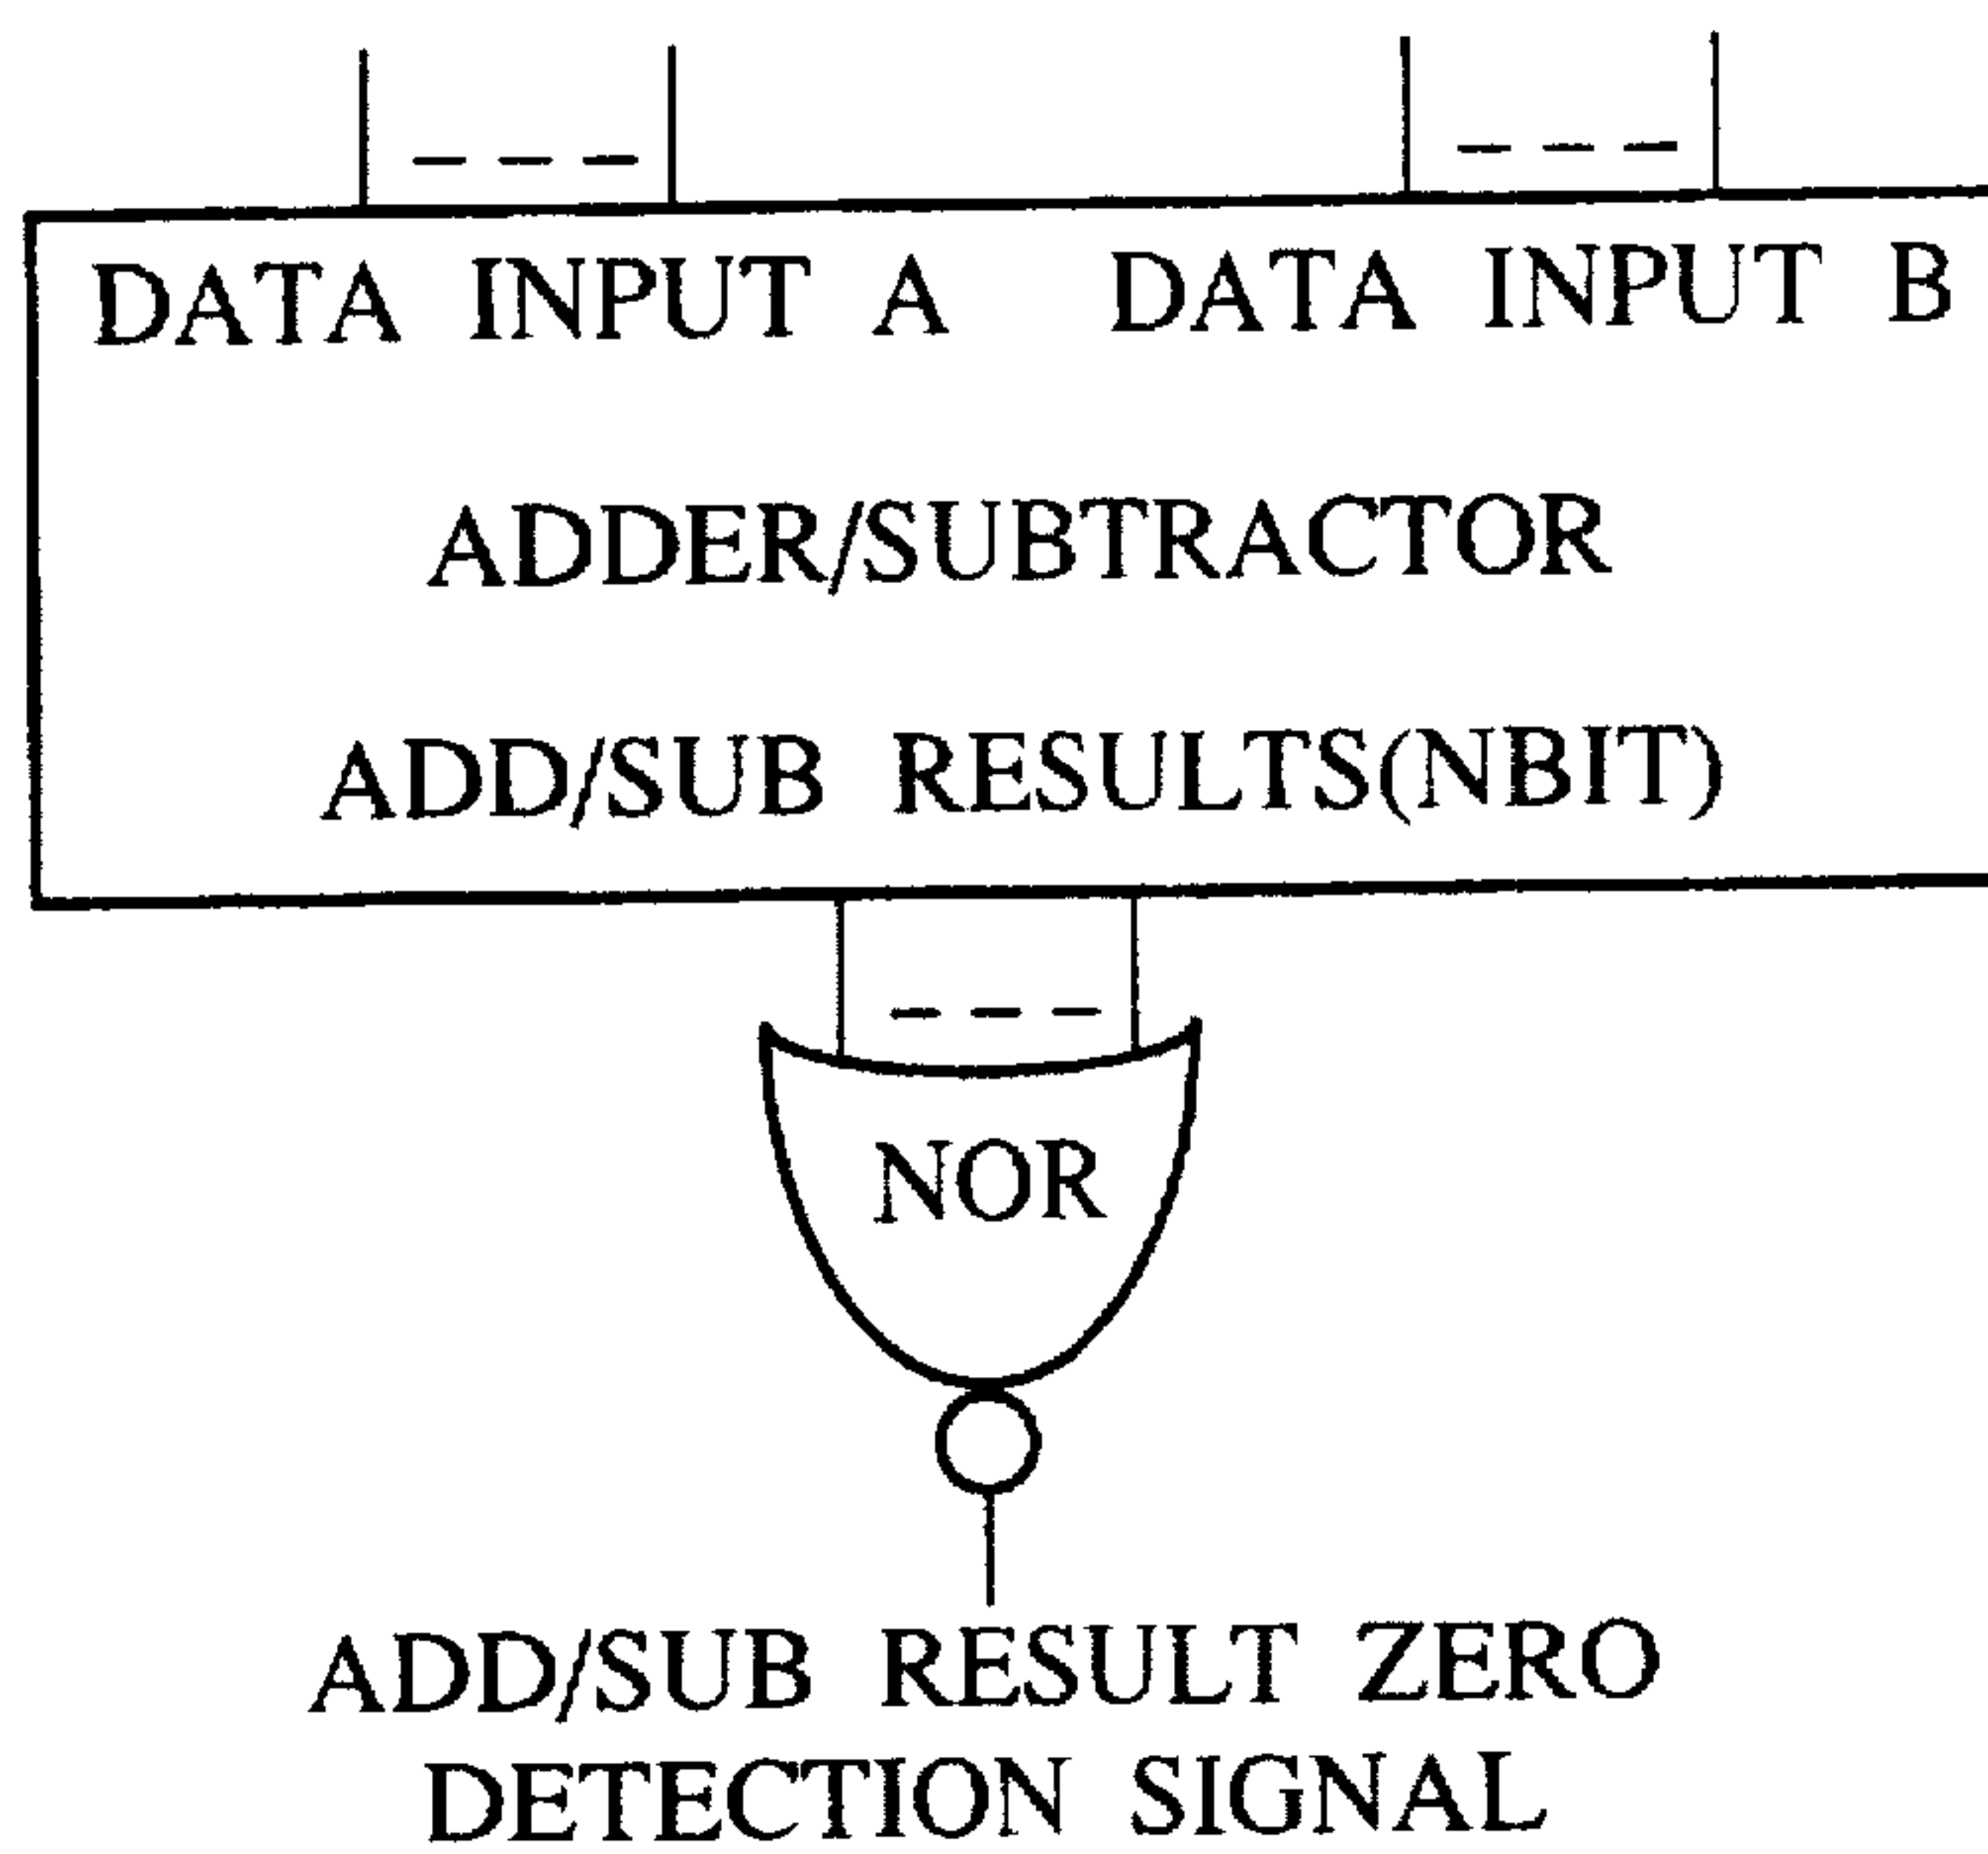 DATA INPUT A DATA INPUT B
ADDER/SUBTRACTOR
ADD/SUB RESULTS(NBIT)
NOR
ADD/SUB RESULT ZERO
DETECTION SIGNAL